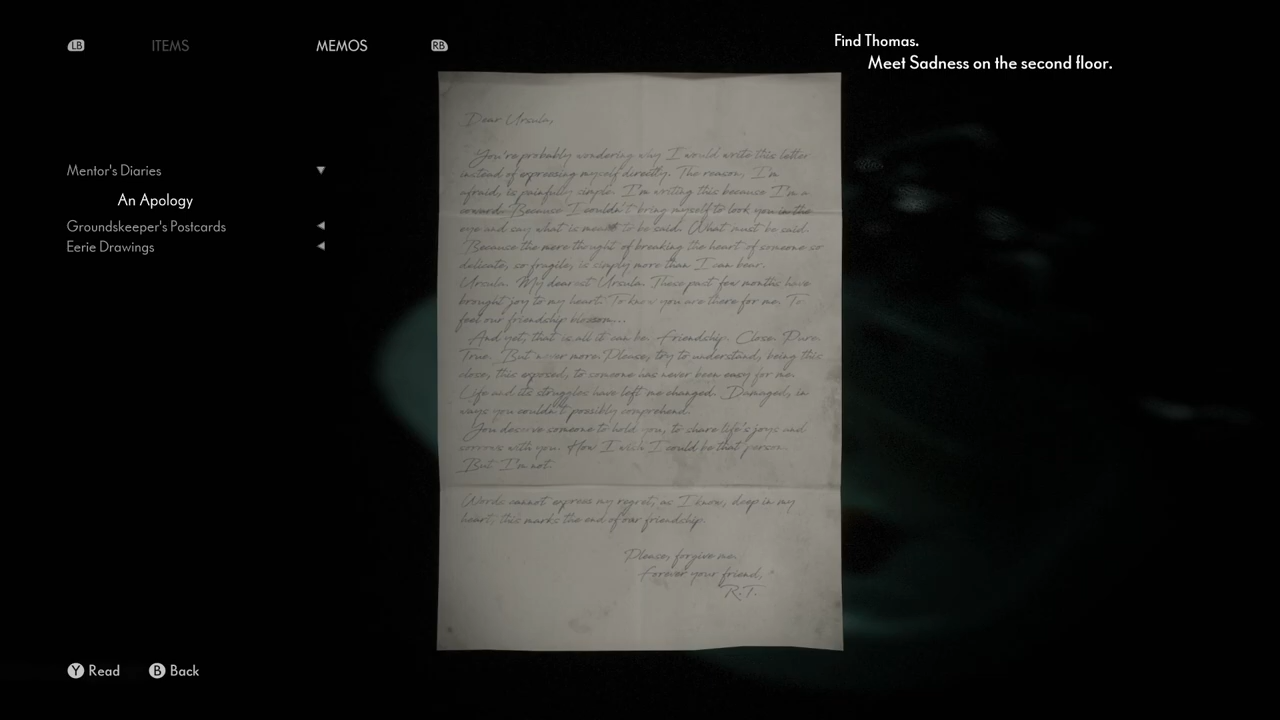 LB ITEMS MEMOS RB
Find Thomas.
Meet Sadness on the second floor.
Mentor's Diaries
An Apology
Groundskeeper's Postcards
Eerie Drawings
Dear Ursula,
You're probably wondering why I would write this letter
instead of expressing myself directly. The reason, I'm
afraid, is painfully simple. I'm writing this because I'm a
coward. Because I couldn't bring myself to look you in the
eye and say what is meant to be said. What must be said.
Because the mere thought of breaking the heart of someone so
delicate, so fragile, is simply more than I can bear.
Ursula. My dearest Ursula. These past few months have
brought joy to my heart. To know you are there for me. To
feel our friendship blossom...
And yet, that is all it can be. Friendship. Close. Pure.
True. But never more. Please, try to understand, being this
close, this exposed, to someone has never been easy for me.
Life and its struggles have left me changed. Damaged, in
ways you couldn't possibly comprehend.
You deserve someone to hold you, to share life's joys and
sorrows with you. How I wish I could be that person.
But I'm not.
Words cannot express my regret, as I know, deep in my
heart, this marks the end of our friendship.
Please, forgive me.
Forever your friend,
R.T.
Y Read B Back